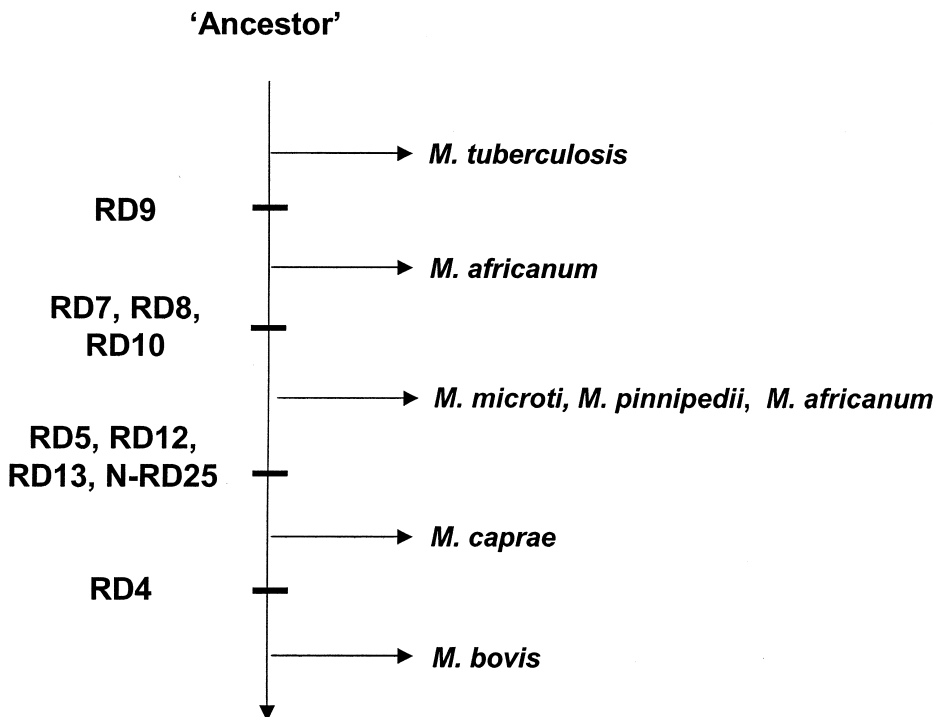 ‘Ancestor’
M. tuberculosis
RD9
M. africanum
RD7, RD8,
RD10
M. microti, M. pinnipedii, M. africanum
RD5, RD12,
RD13, N-RD25
M. caprae
RD4
M. bovis